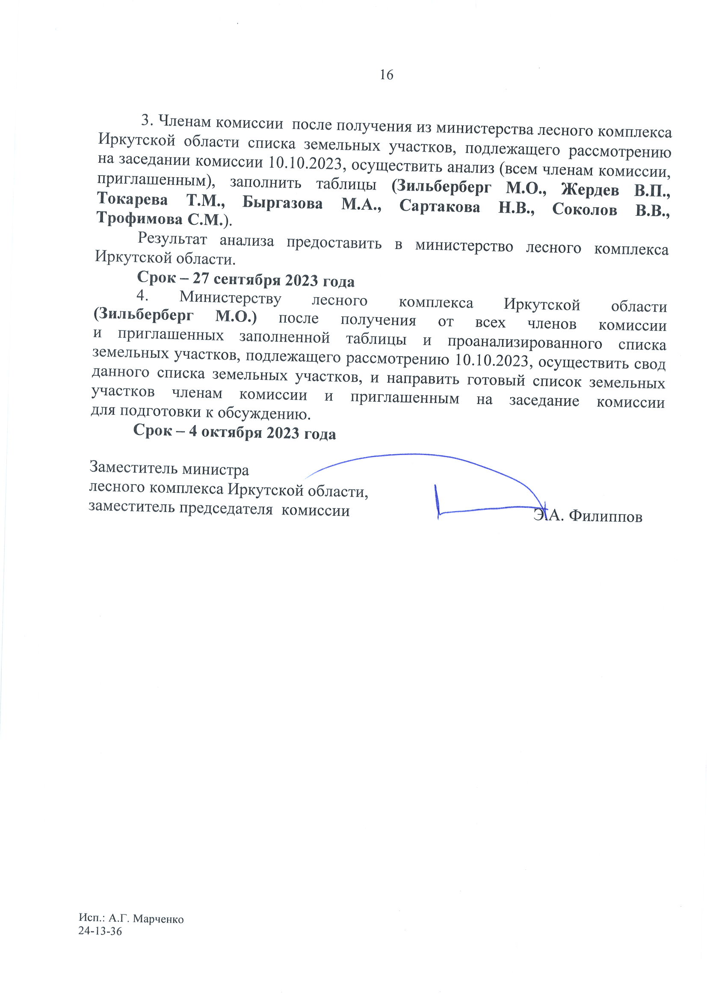 16
3. Членам комиссии после получения из министерства лесного комплекса
Иркутской области списка земельных участков, подлежащего рассмотрению
на заседании комиссии 10.10.2023, осуществить анализ (всем членам комиссии,
приглашенным), заполнить таблицы (Зильберберг М.О., Жердев В.П.,
Токарева Т.М., Быргазова М.А., Сартакова Н.В., Соколов В.В.,
Трофимова С.М.).
Результат анализа предоставить в министерство лесного комплекса
Иркутской области.
Срок – 27 сентября 2023 года
4. Министерству лесного комплекса Иркутской области
(Зильберберг М.О.) после получения от всех членов комиссии
и приглашенных заполненной таблицы и проанализированного списка
земельных участков, подлежащего рассмотрению 10.10.2023, осуществить свод
данного списка земельных участков, и направить готовый список земельных
участков членам комиссии и приглашенным на заседание комиссии
для подготовки к обсуждению.
Срок – 4 октября 2023 года
Заместитель министра
лесного комплекса Иркутской области,
заместитель председателя комиссии
Э.А. Филиппов
Исп.: А.Г. Марченко
24-13-36